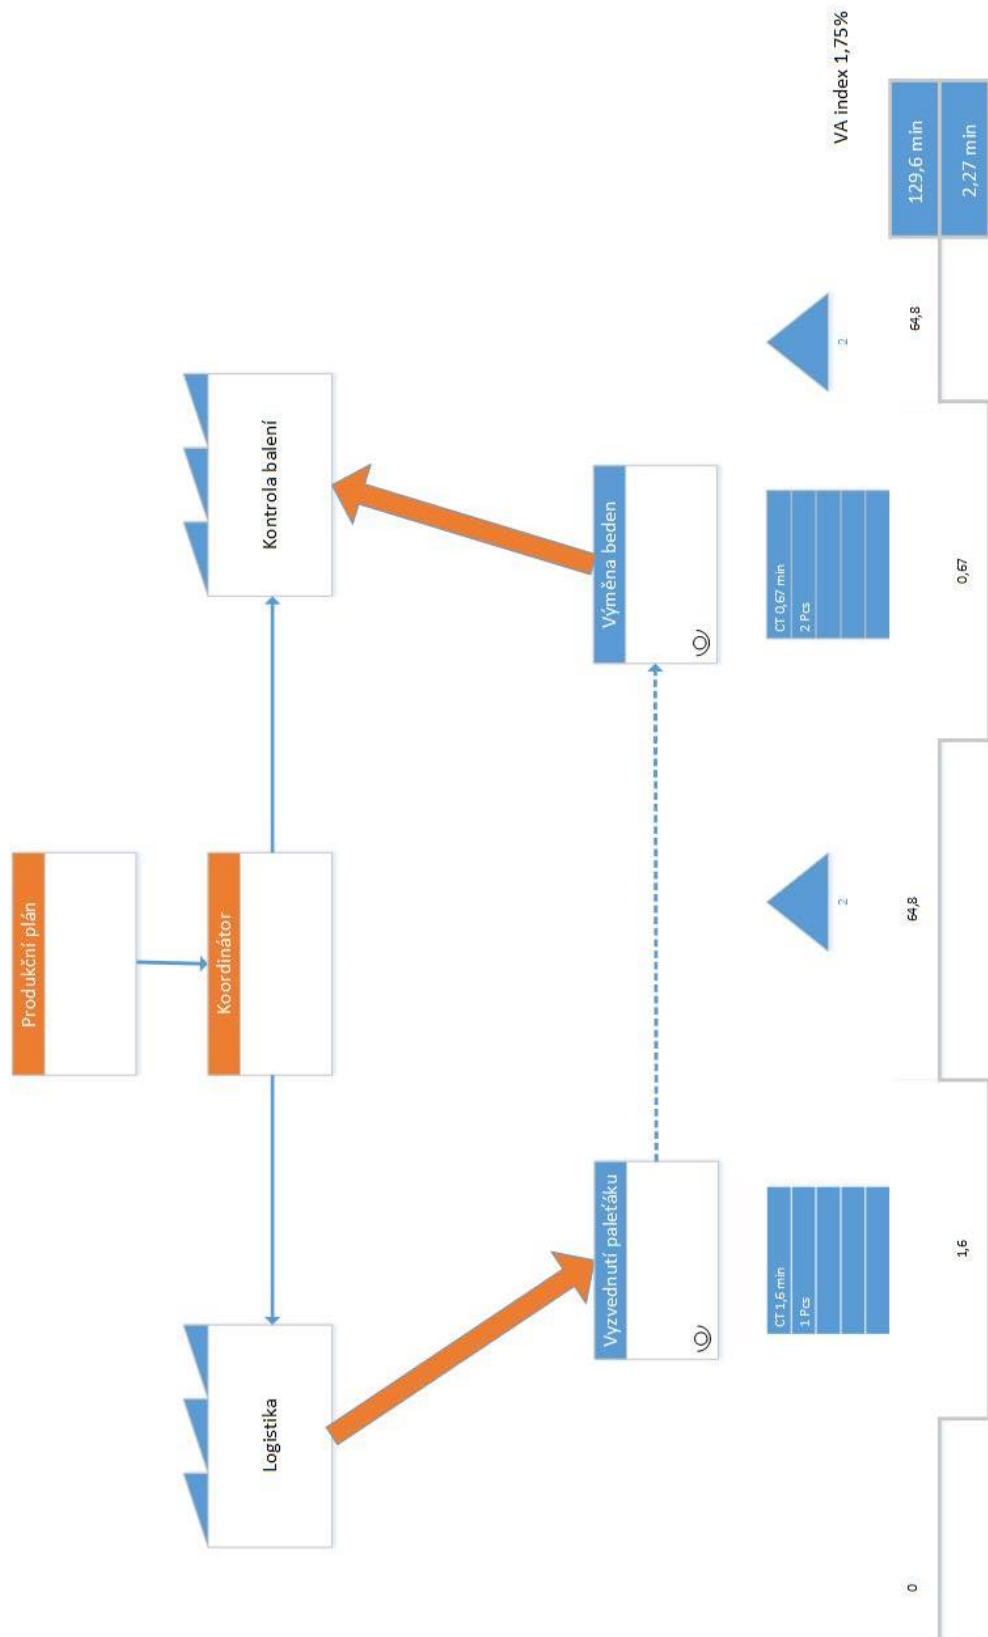 Produkční plán
Koordinátor
Logistika
Kontrola balení
Vyzvednutí paleťáku
Výměna beden
CT 1,6 min
1 Pcs
2
CT 0,67 min
2 Pcs
2
VA index 1,75%
0
1,6
64,8
0,67
64,8
129,6 min
2,27 min